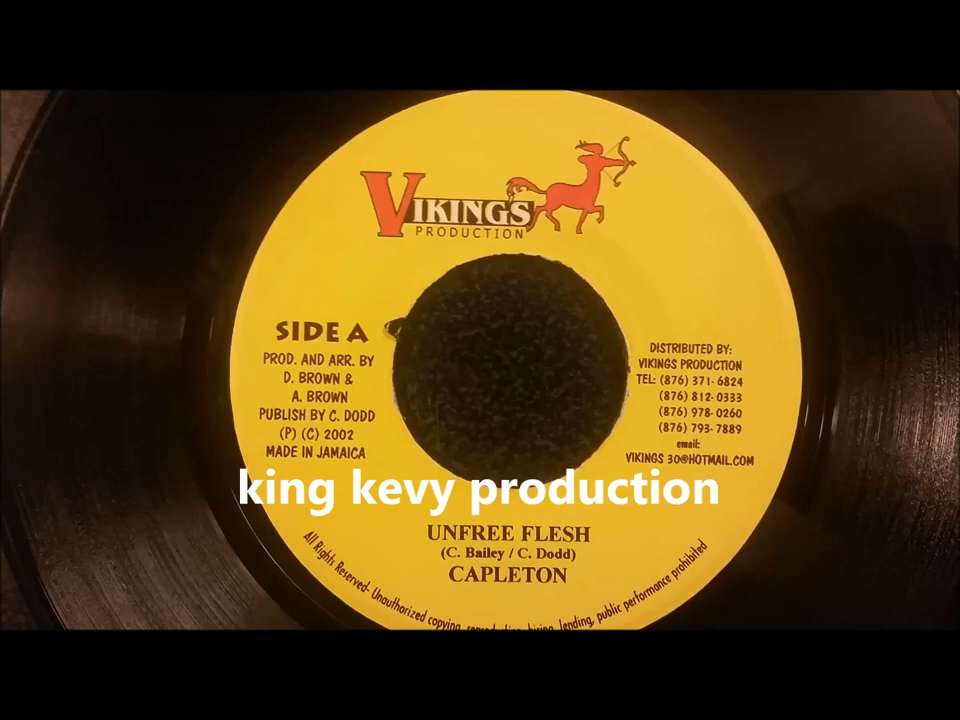 VIKINGS
PRODUCTION
SIDE A
PROD. AND ARR. BY
D. BROWN &
A. BROWN
PUBLISH BY C. DODD
(P) (C) 2002
MADE IN JAMAICA
DISTRIBUTED BY:
VIKINGS PRODUCTION
TEL: (876) 371-6824
(876) 812-0333
(876) 978-0260
(876) 793-7889
email:
VIKINGS 30@HOTMAIL.COM
king kevy production
UNFREE FLESH
(C. Bailey / C. Dodd)
CAPLETON
All Rights Reserved- Unauthorized copying, lending, public performance prohibited